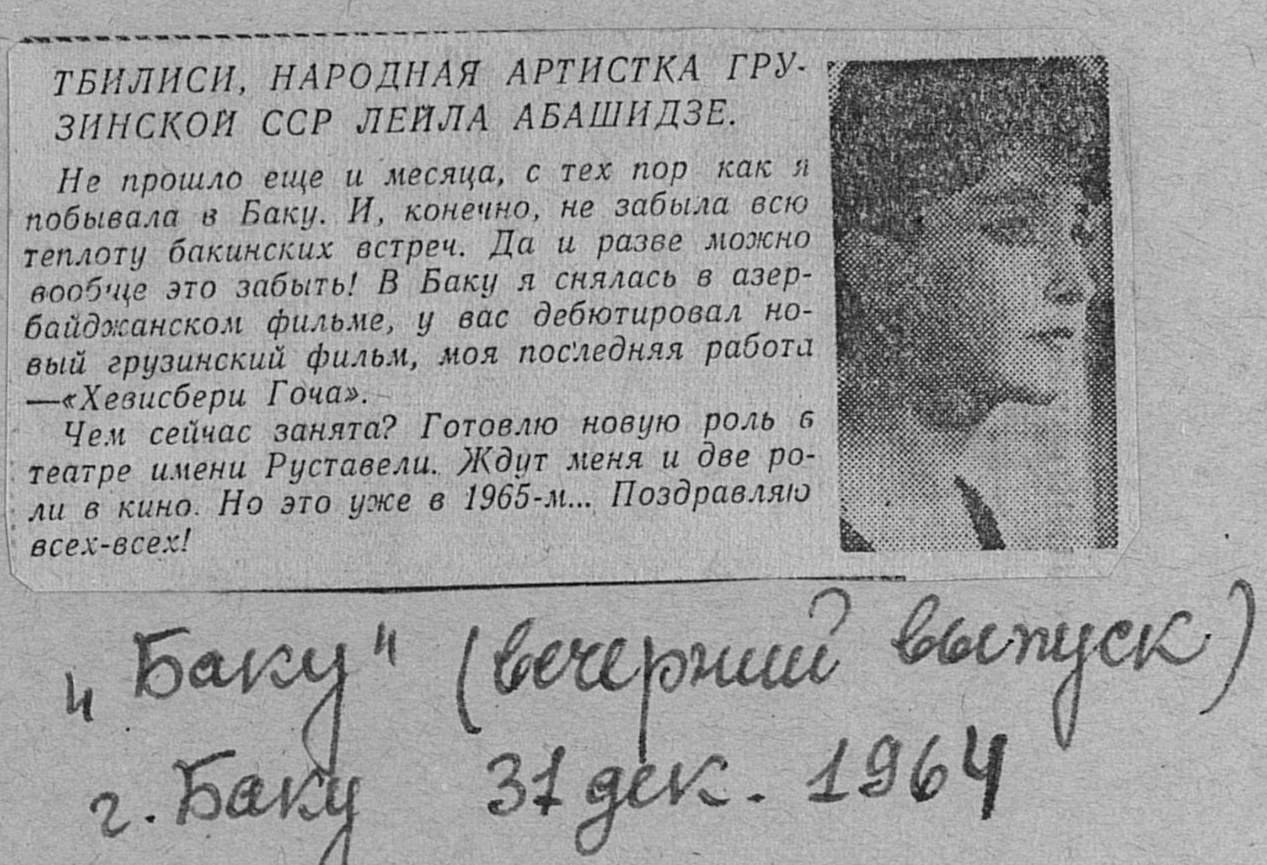 ТБИЛИСИ, НАРОДНАЯ АРТИСТКА ГРУ-
ЗИНСКОЙ ССР ЛЕЙЛА АБАШИДЗЕ.
Не прошло еще и месяца, с тех пор как я
побывала в Баку. И, конечно, не забыла всю
теплоту бакинских встреч. Да и разве можно
вообще это забыть! В Баку я снялась в азер-
байджанском фильме, у вас дебютировал но-
вый грузинский фильм, моя последняя работа
—«Хевисбери Гоча».
Чем сейчас занята? Готовлю новую роль в
театре имени Руставели. Ждут меня и две ро-
ли в кино. Но это уже в 1965-м... Поздравляю
всех-всех!
„Баку" (вечерний выпуск)
г. Баку 31 дек. 1964